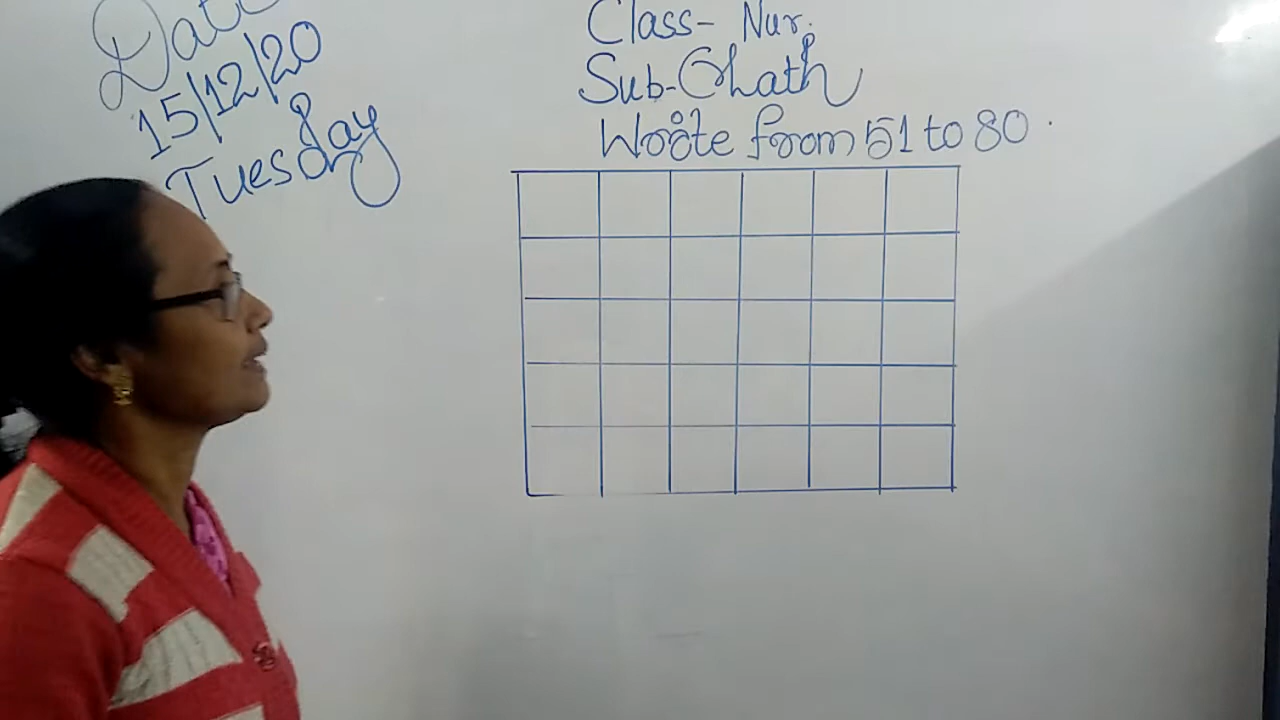 Date
15/12/20
Tuesday
Class- Nur.
Sub- Math
Write from 51 to 80.